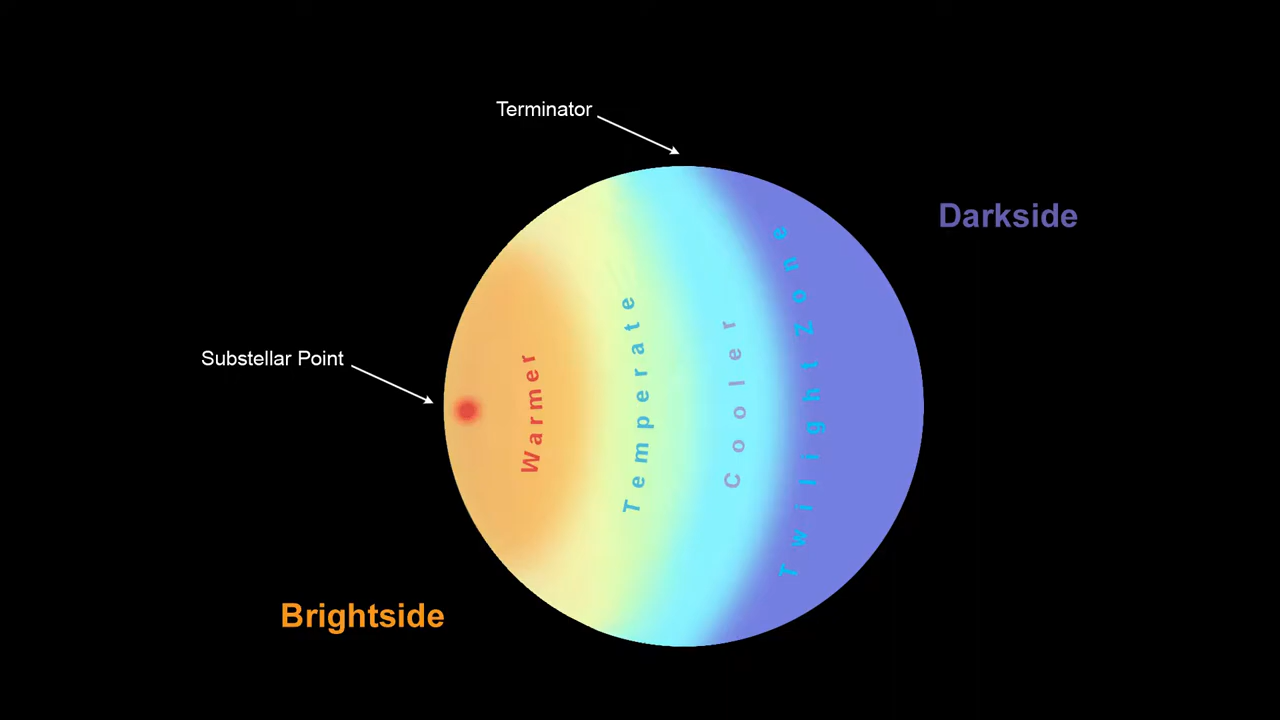 Terminator
Darkside
Substellar Point
Warmer
Temperate
Cooler
Twilight Zone
Brightside